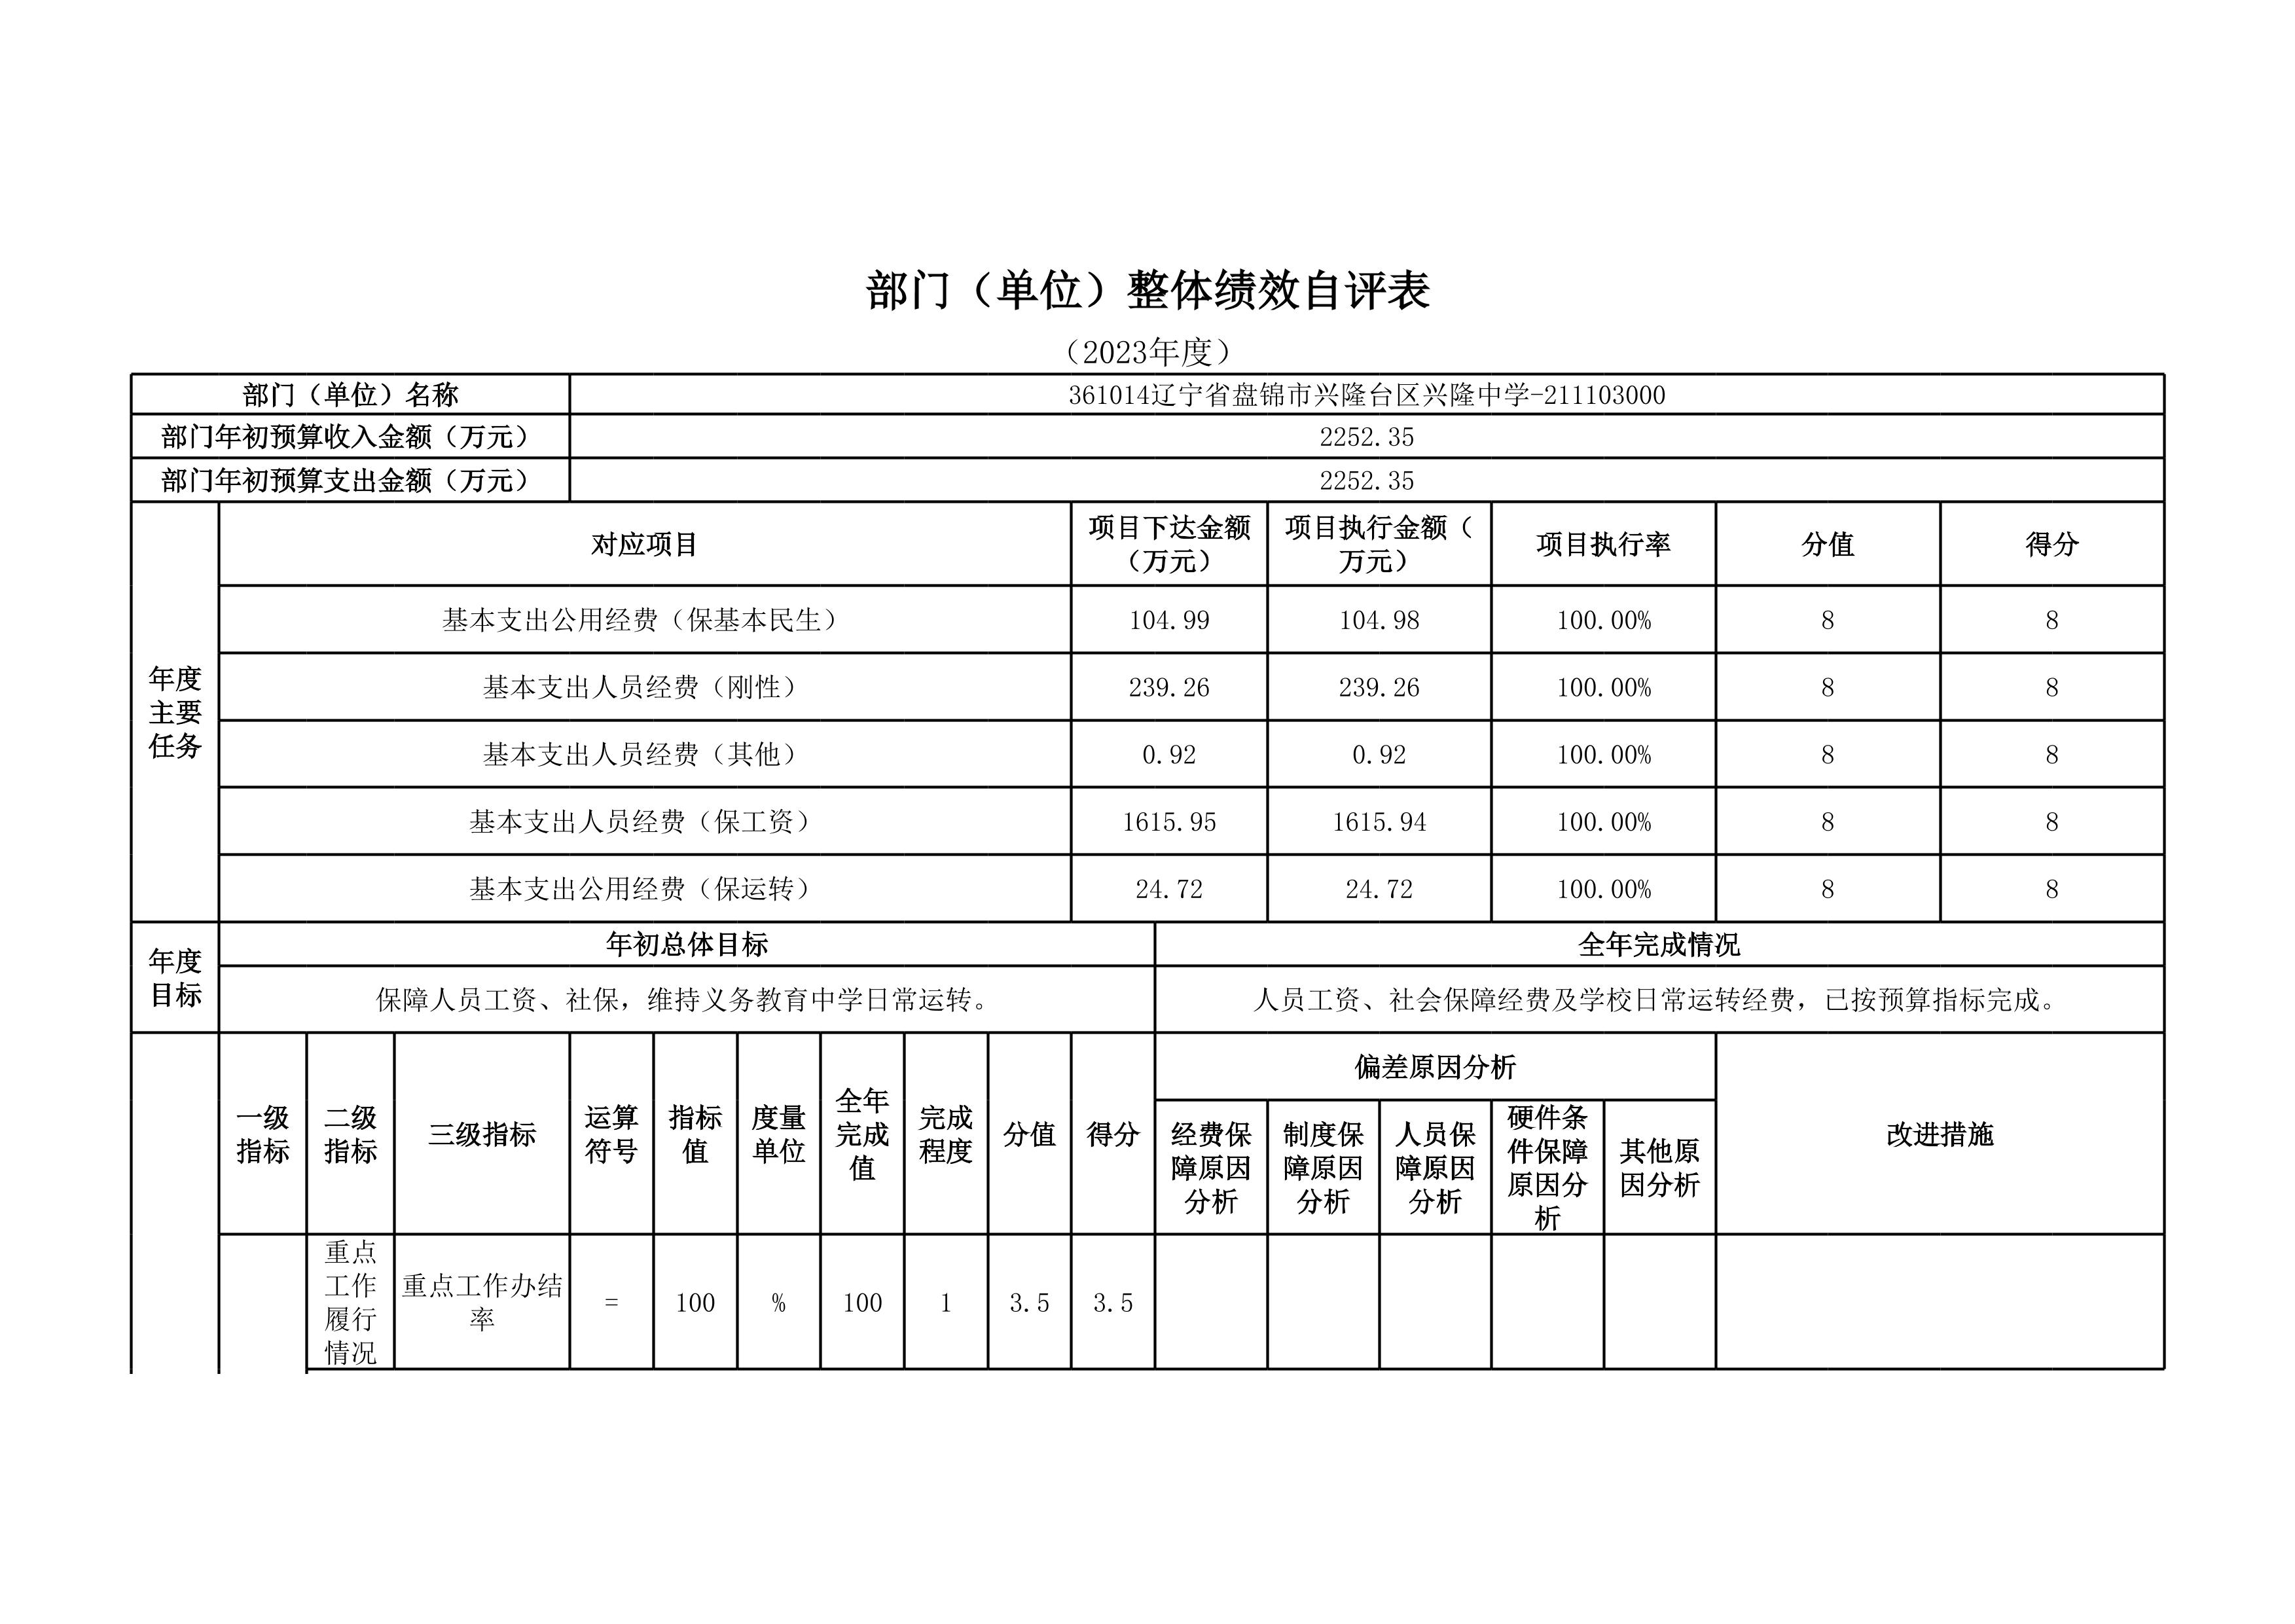 部门（单位）整体绩效自评表
（2023年度）
部门（单位）名称 361014辽宁省盘锦市兴隆台区兴隆中学-211103000
部门年初预算收入金额（万元） 2252.35
部门年初预算支出金额（万元） 2252.35
年度
主要
任务
对应项目 项目下达金额
（万元） 项目执行金额（
万元） 项目执行率 分值 得分
基本支出公用经费（保基本民生） 104.99 104.98 100.00% 8 8
基本支出人员经费（刚性） 239.26 239.26 100.00% 8 8
基本支出人员经费（其他） 0.92 0.92 100.00% 8 8
基本支出人员经费（保工资） 1615.95 1615.94 100.00% 8 8
基本支出公用经费（保运转） 24.72 24.72 100.00% 8 8
年度
目标
年初总体目标 全年完成情况
保障人员工资、社保，维持义务教育中学日常运转。 人员工资、社会保障经费及学校日常运转经费，已按预算指标完成。
一级
指标
二级
指标
三级指标
运算
符号
指标
值
度量
单位
全年
完成
值
完成
程度
分值
得分
偏差原因分析
经费保
障原因
分析
制度保
障原因
分析
人员保
障原因
分析
硬件条
件保障
原因分
析
其他原
因分析
改进措施
重点
工作
履行
情况
重点工作办结
率
= 100 % 100 1 3.5 3.5